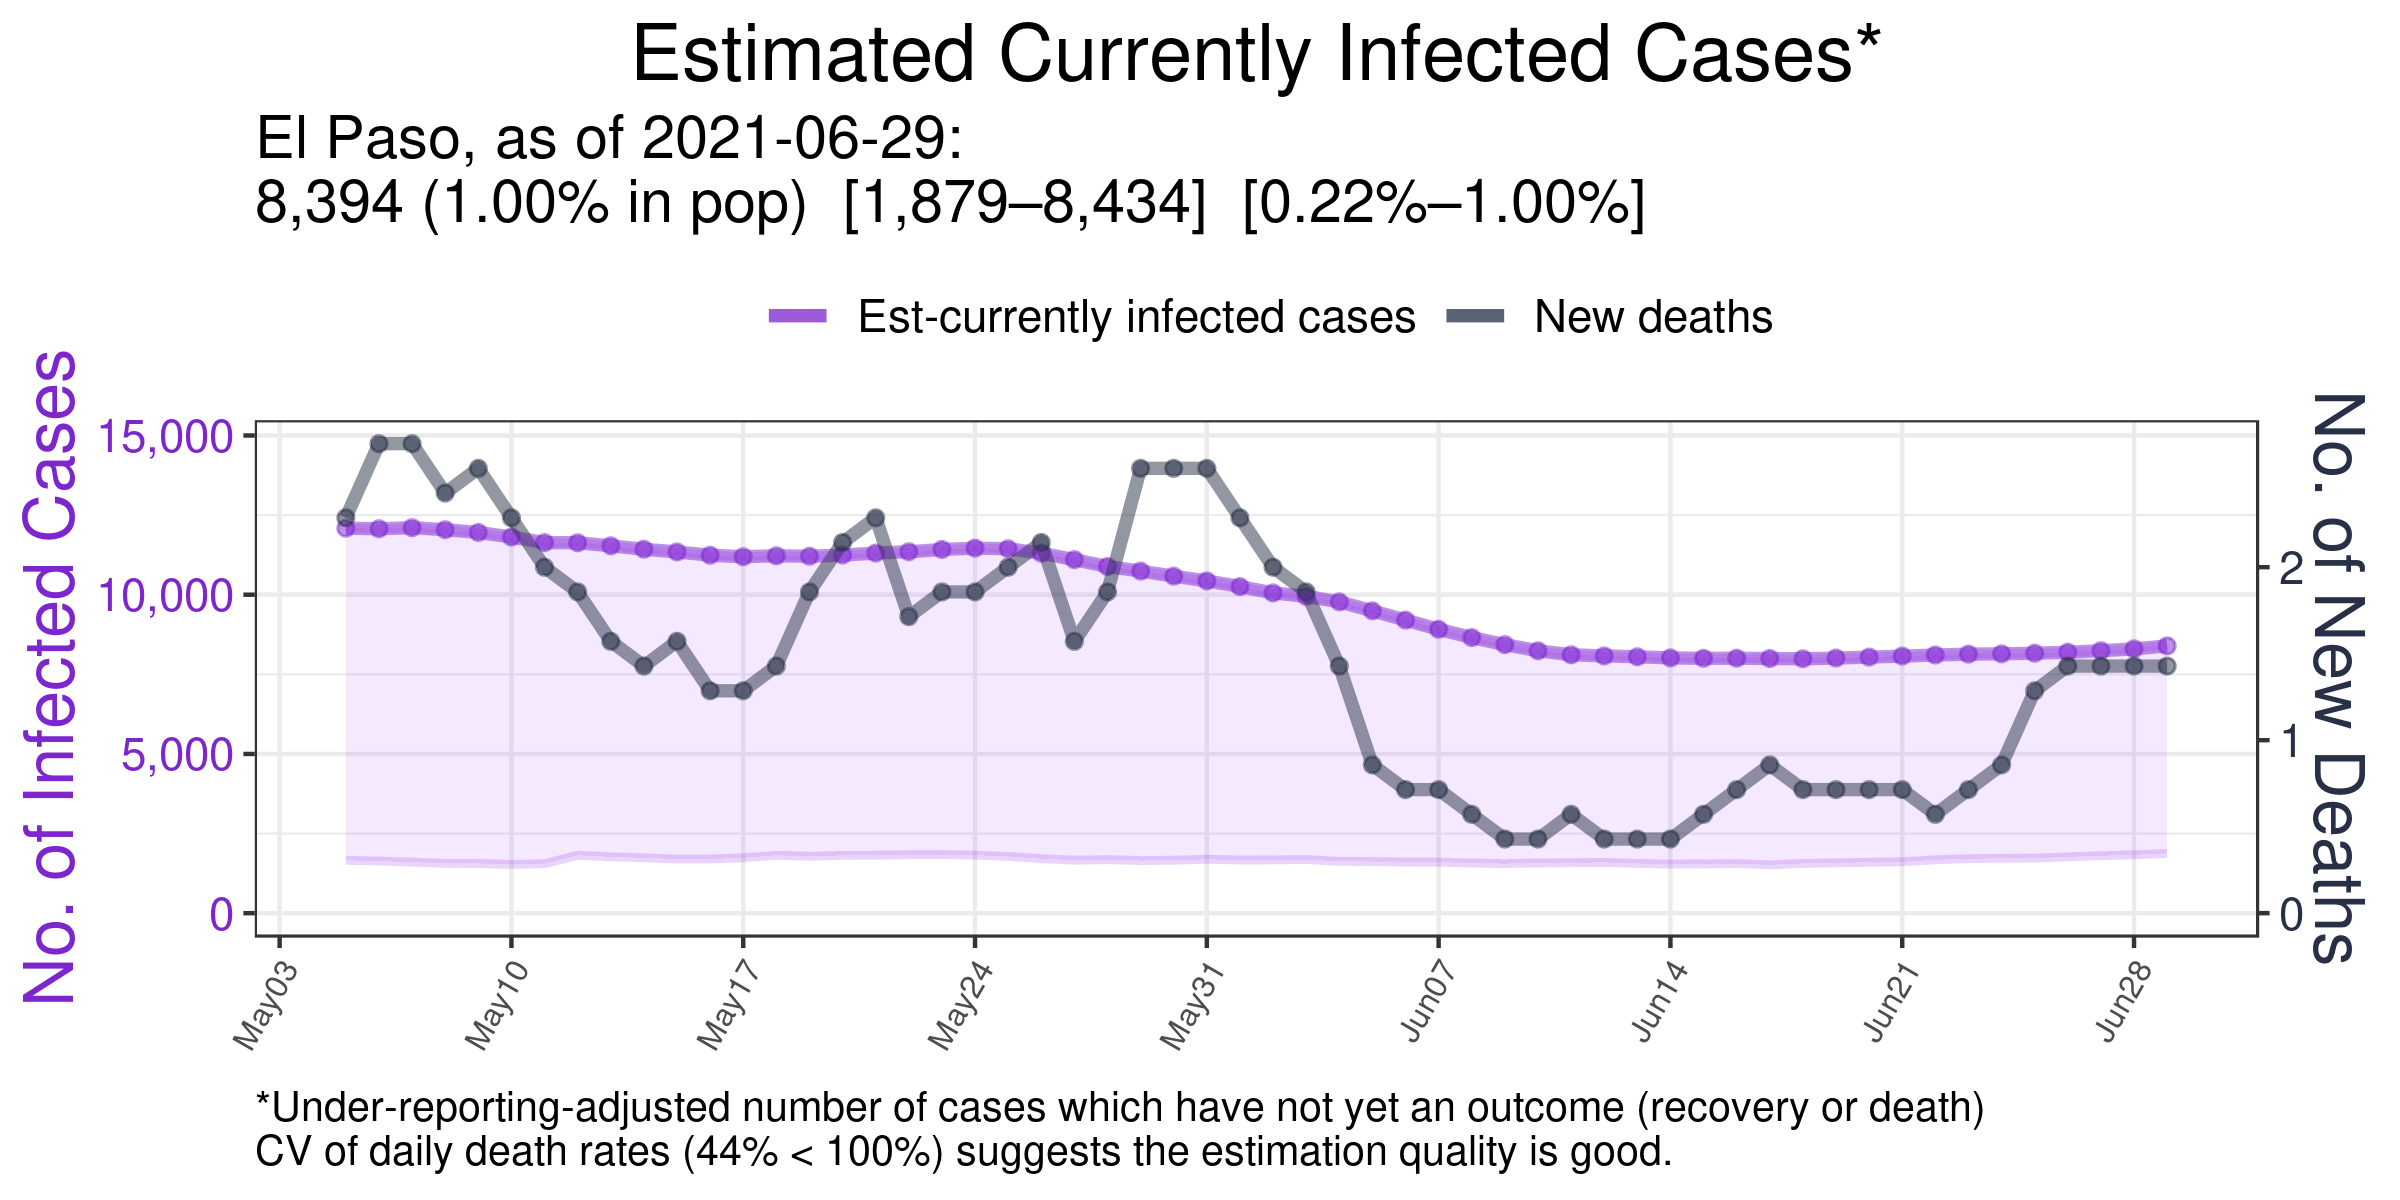 Estimated Currently Infected Cases*
El Paso, as of 2021-06-29:
8,394 (1.00% in pop)  [1,879–8,434]  [0.22%–1.00%]
Est-currently infected cases
New deaths
No. of Infected Cases
15,000
10,000
5,000
0
No. of New Deaths
2
1
0
May03
May10
May17
May24
May31
Jun07
Jun14
Jun21
Jun28
*Under-reporting-adjusted number of cases which have not yet an outcome (recovery or death)
CV of daily death rates (44% < 100%) suggests the estimation quality is good.